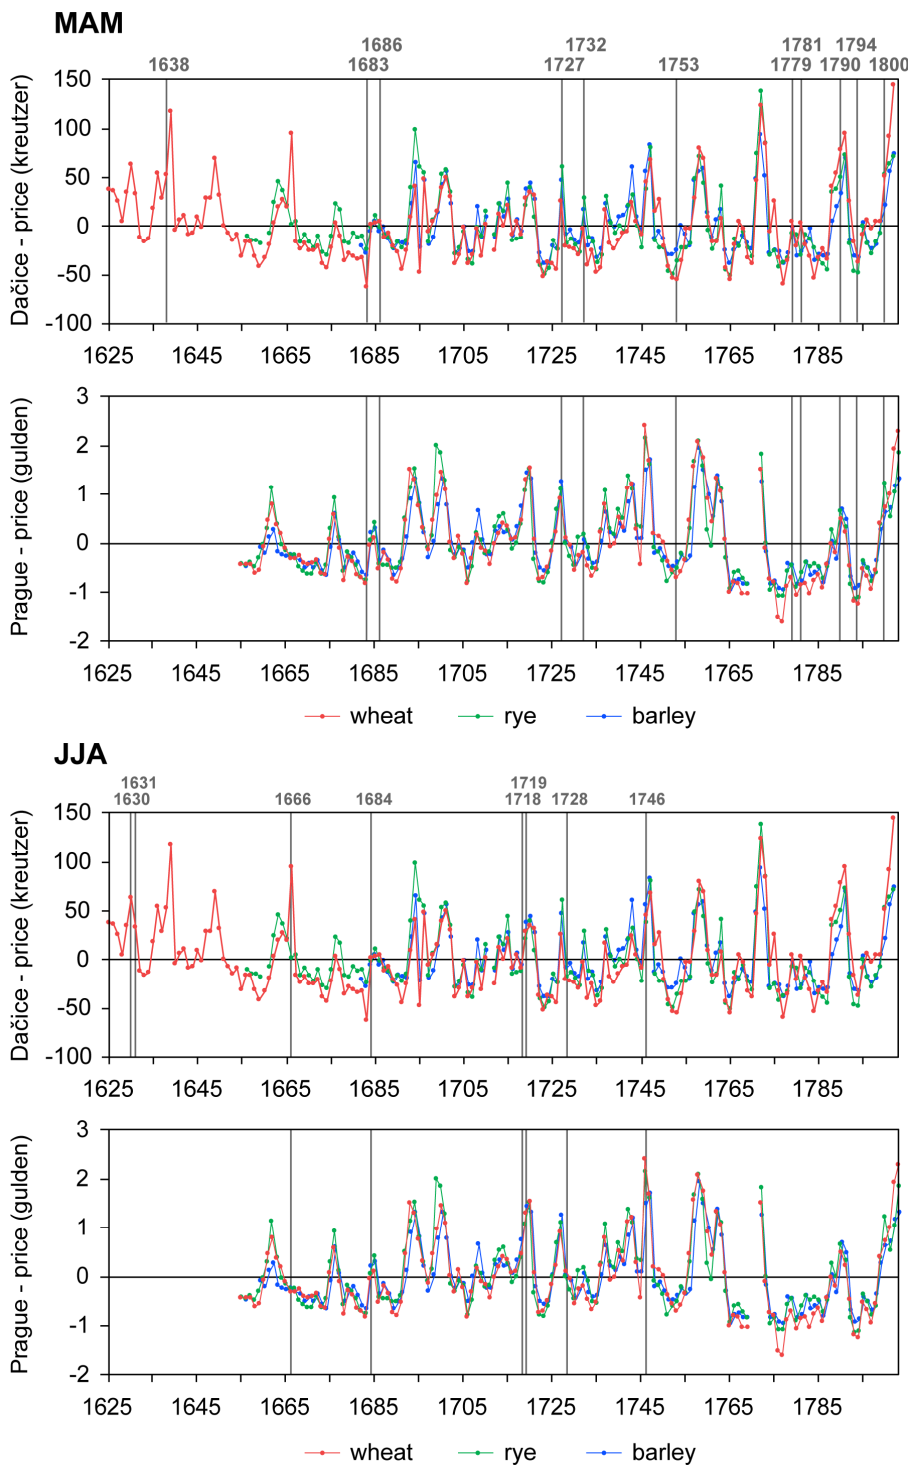 MAM
1686 1732 1781 1794
1638 1683 1727 1753 1779 1790 1800
Dačice - price (kreutzer)
150
100
50
0
-50
-100
1625 1645 1665 1685 1705 1725 1745 1765 1785
Prague - price (gulden)
3
2
1
0
-1
-2
1625 1645 1665 1685 1705 1725 1745 1765 1785
wheat rye barley
JJA
1631 1719
1630 1666 1684 1718 1728 1746
Dačice - price (kreutzer)
150
100
50
0
-50
-100
1625 1645 1665 1685 1705 1725 1745 1765 1785
Prague - price (gulden)
3
2
1
0
-1
-2
1625 1645 1665 1685 1705 1725 1745 1765 1785
wheat rye barley